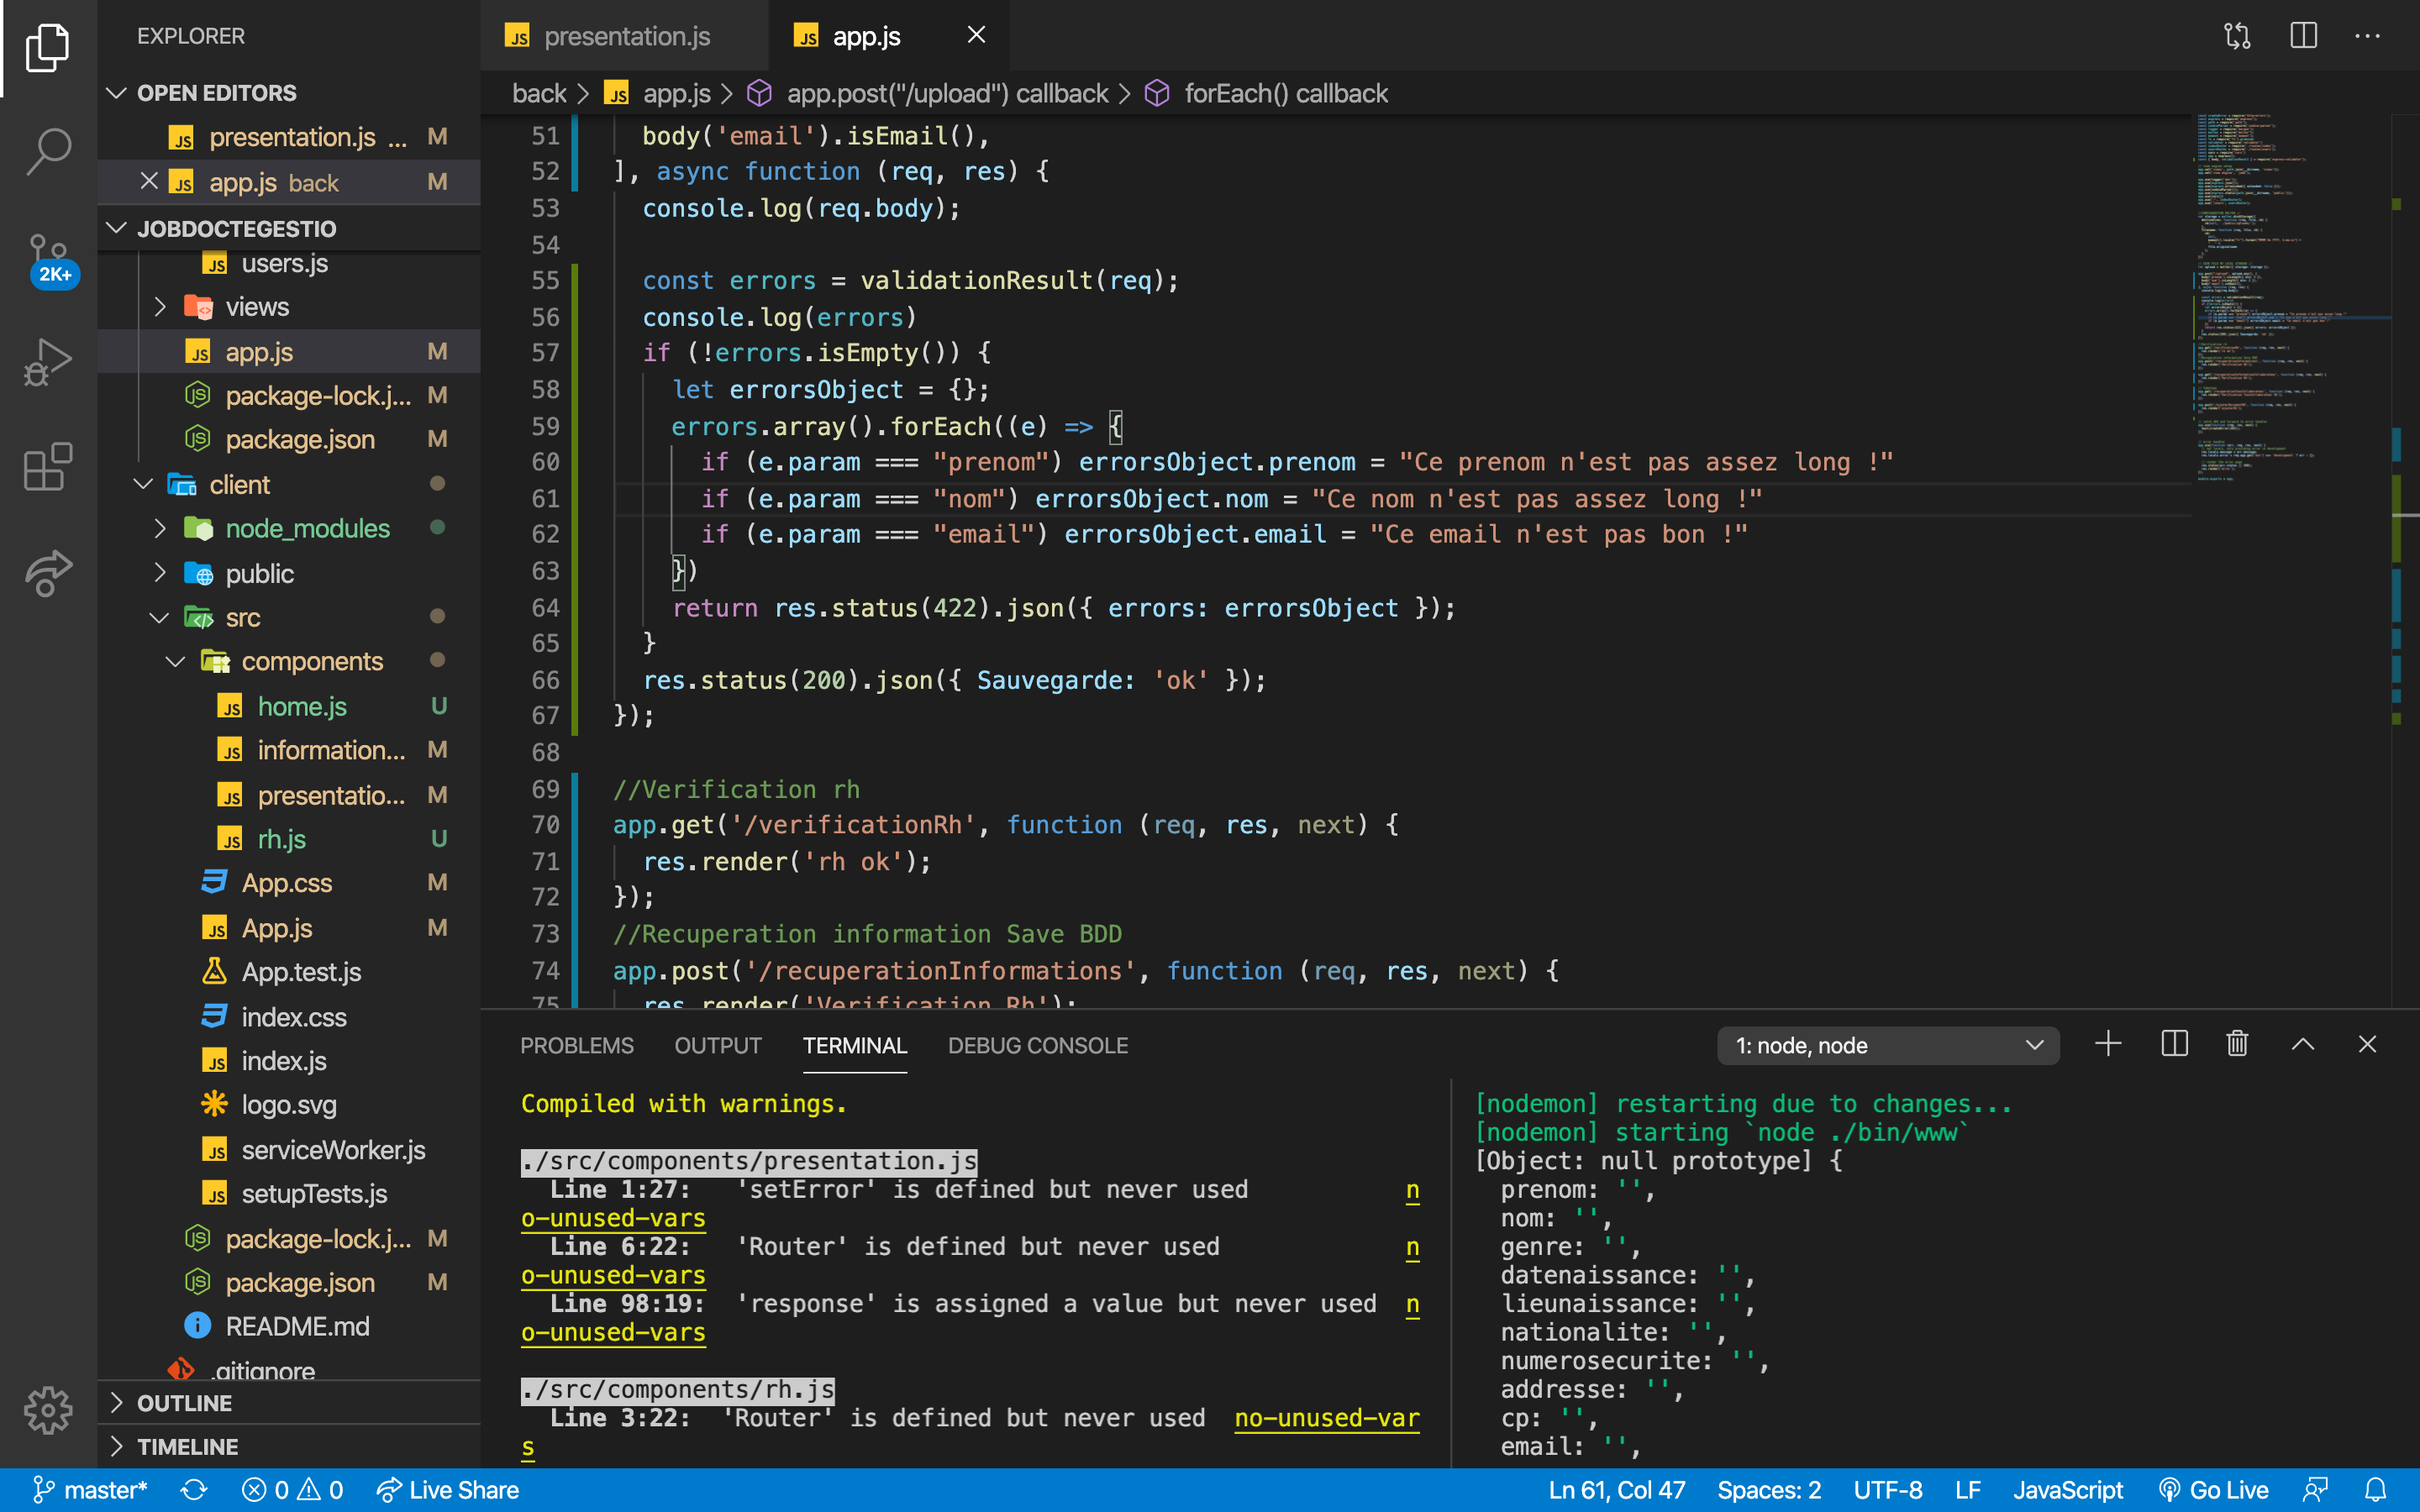 EXPLORER
OPEN EDITORS
presentation.js ... M
app.js back M
JOBDOCTEGESTIO
users.js
views
app.js M
package-lock.j... M
package.json M
client
node_modules
public
src
components
home.js U
information... M
presentatio... M
rh.js U
App.css M
App.js M
App.test.js
index.css
index.js
logo.svg
serviceWorker.js
setupTests.js
package-lock.j... M
package.json M
README.md
.gitignore
OUTLINE
TIMELINE
2K+
presentation.js
app.js
back > app.js > app.post("/upload") callback > forEach() callback
51 body('email').isEmail(),
52 ], async function (req, res) {
53 console.log(req.body);
54
55 const errors = validationResult(req);
56 console.log(errors)
57 if (!errors.isEmpty()) {
58 let errorsObject = {};
59 errors.array().forEach((e) => {
60 if (e.param === "prenom") errorsObject.prenom = "Ce prenom n'est pas assez long !"
61 if (e.param === "nom") errorsObject.nom = "Ce nom n'est pas assez long !"
62 if (e.param === "email") errorsObject.email = "Ce email n'est pas bon !"
63 })
64 return res.status(422).json({ errors: errorsObject });
65 }
66 res.status(200).json({ Sauvegarde: 'ok' });
67 });
68
69 //Verification rh
70 app.get('/verificationRh', function (req, res, next) {
71 res.render('rh ok');
72 });
73 //Recuperation information Save BDD
74 app.post('/recuperationInformations', function (req, res, next) {
75 res.render('Verification Rh');
PROBLEMS OUTPUT TERMINAL DEBUG CONSOLE
1: node, node
Compiled with warnings.
./src/components/presentation.js
Line 1:27: 'setError' is defined but never used n
o-unused-vars
Line 6:22: 'Router' is defined but never used n
o-unused-vars
Line 98:19: 'response' is assigned a value but never used n
o-unused-vars
./src/components/rh.js
Line 3:22: 'Router' is defined but never used no-unused-var
s
[nodemon] restarting due to changes...
[nodemon] starting `node ./bin/www`
[Object: null prototype] {
prenom: '',
nom: '',
genre: '',
datenaissance: '',
lieunaissance: '',
nationalite: '',
numerosecurite: '',
addresse: '',
cp: '',
email: '',
master* 0 0 Live Share
Ln 61, Col 47 Spaces: 2 UTF-8 LF JavaScript Go Live